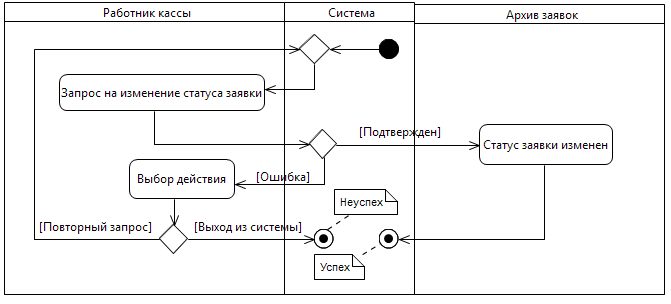 Работник кассы
Система
Архив заявок
Запрос на изменение статуса заявки
[Подтвержден]
Статус заявки изменен
[Ошибка]
Выбор действия
Неуспех
[Повторный запрос]
[Выход из системы]
Успех